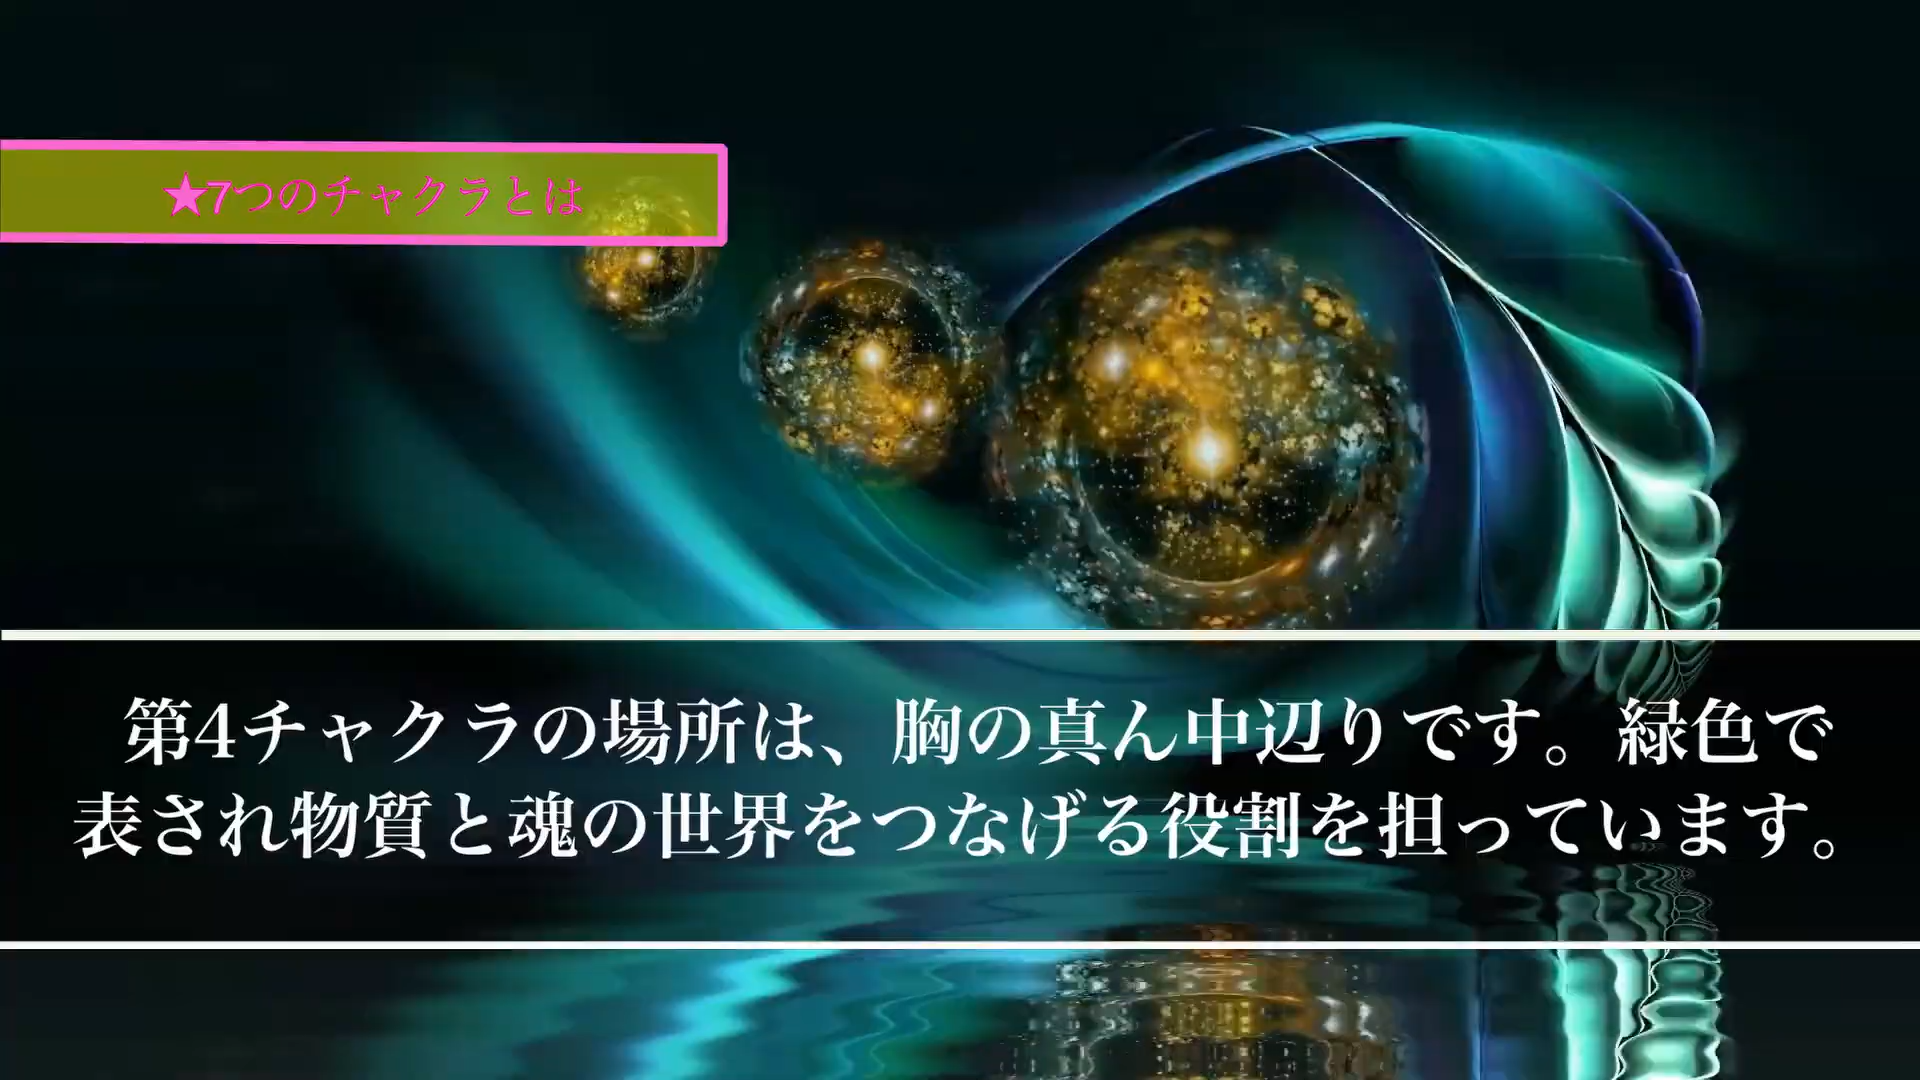 ★7つのチャクラとは
第4チャクラの場所は、胸の真ん中辺りです。緑色で
表され物質と魂の世界をつなげる役割を担っています。